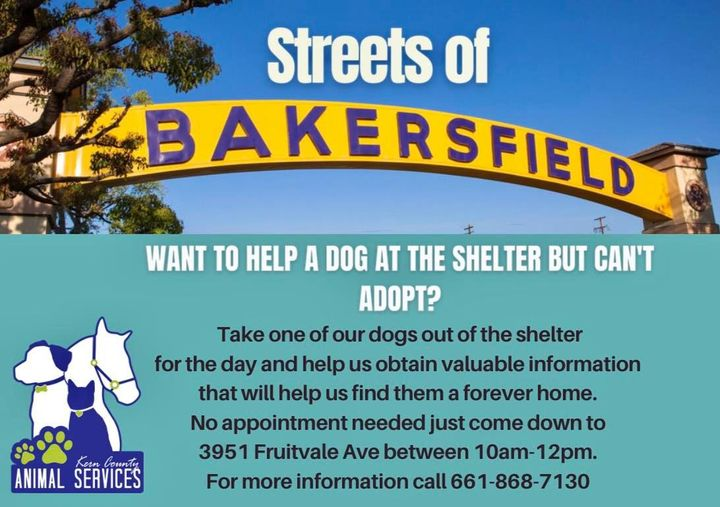 Streets of
BAKERSFIELD
WANT TO HELP A DOG AT THE SHELTER BUT CAN'T
ADOPT?
Take one of our dogs out of the shelter
for the day and help us obtain valuable information
that will help us find them a forever home.
No appointment needed just come down to
3951 Fruitvale Ave between 10am-12pm.
For more information call 661-868-7130
Kern County
ANIMAL SERVICES